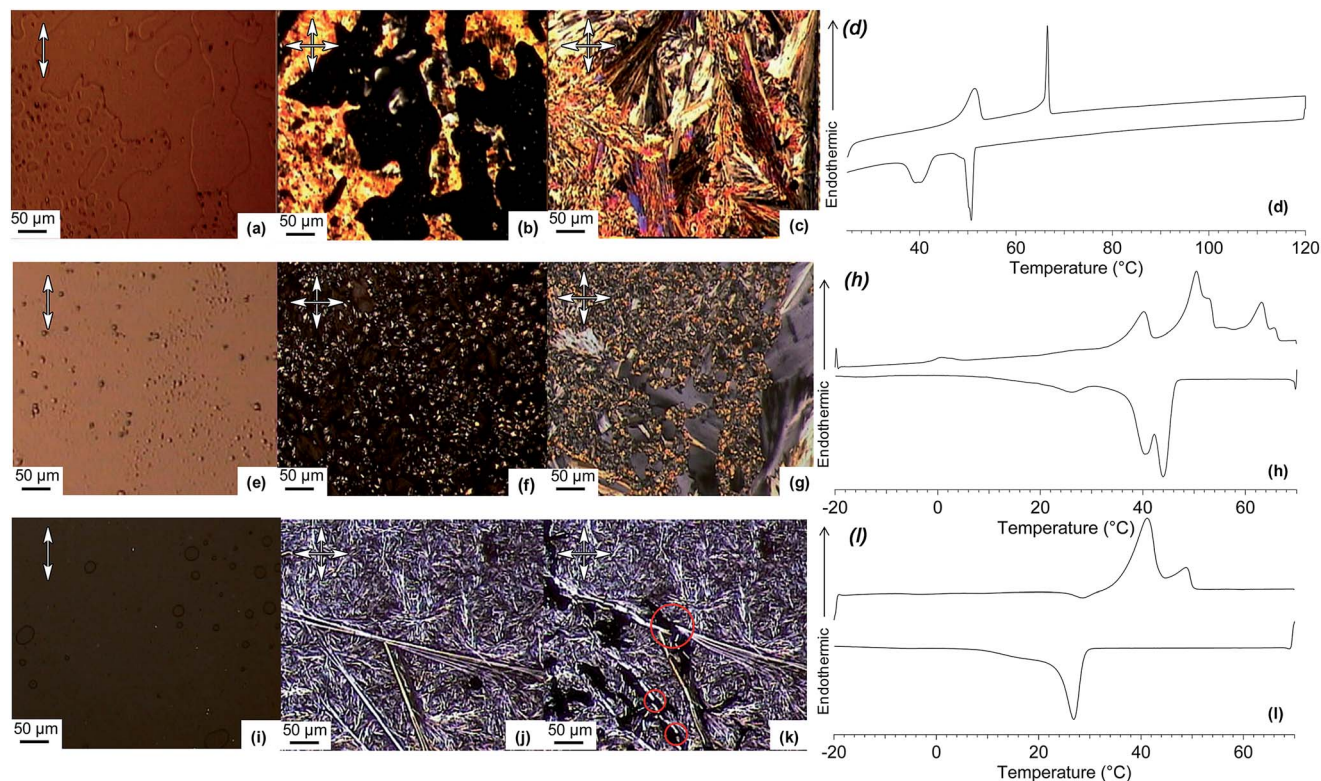 50 µm
(a)
50 µm
(b)
50 µm
(c)
(d)
Endothermic
(d)
40 60 80 100 120
Temperature (°C)
50 µm
(e)
50 µm
(f)
50 µm
(g)
(h)
Endothermic
(h)
-20 0 20 40 60
Temperature (°C)
50 µm
(i)
50 µm
(j)
50 µm
(k)
(l)
Endothermic
(l)
-20 0 20 40 60
Temperature (°C)